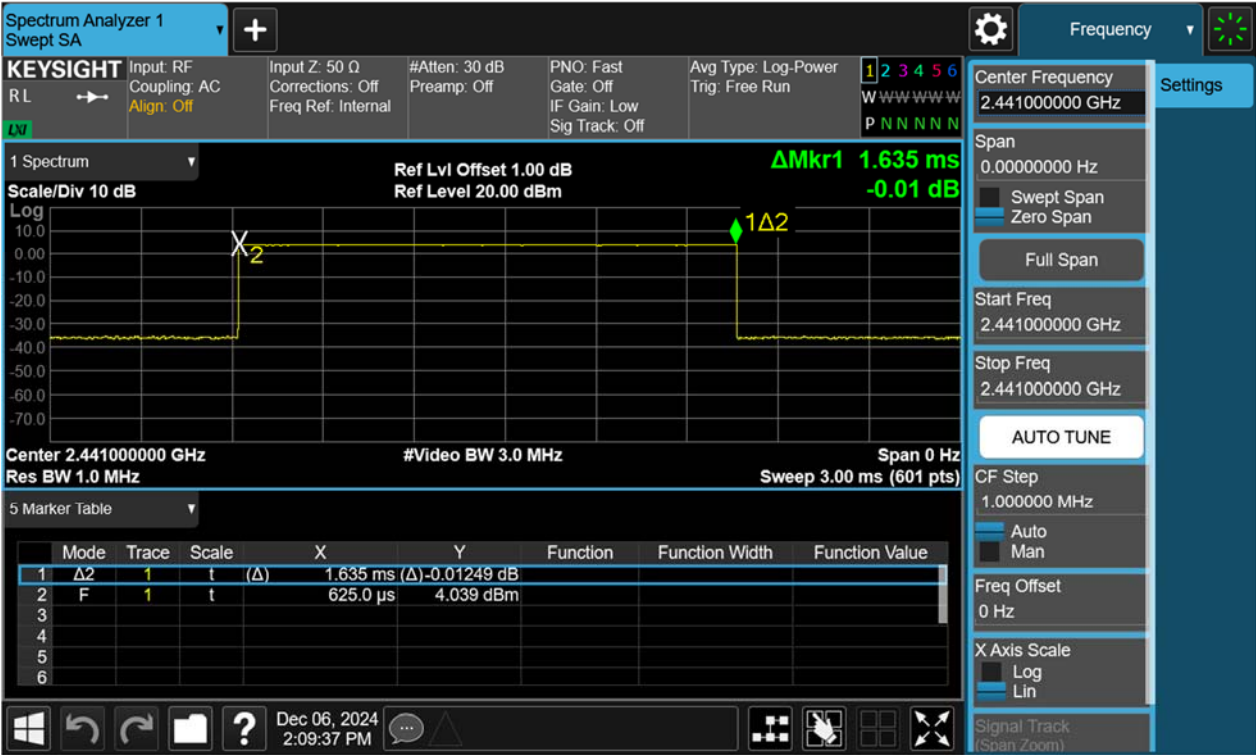 Spectrum Analyzer 1
Swept SA
+
Frequency
KEYSIGHT
RL
LXI
Input: RF
Coupling: AC
Align: Off
Input Z: 50 Ω
Corrections: Off
Freq Ref: Internal
#Atten: 30 dB
Preamp: Off
PNO: Fast
Gate: Off
IF Gain: Low
Sig Track: Off
Avg Type: Log-Power
Trig: Free Run
1 2 3 4 5 6
W W W W W W
P N N N N N
1 Spectrum
Scale/Div 10 dB
Ref Lvl Offset 1.00 dB
Ref Level 20.00 dBm
ΔMkr1 1.635 ms
-0.01 dB
Log
10.0
0.00
-10.0
-20.0
-30.0
-40.0
-50.0
-60.0
-70.0
X2
1Δ2
Center 2.441000000 GHz
#Video BW 3.0 MHz
Span 0 Hz
Res BW 1.0 MHz
Sweep 3.00 ms (601 pts)
5 Marker Table
Mode Trace Scale X Y Function Function Width Function Value
1 Δ2 1 t (Δ) 1.635 ms (Δ) -0.01249 dB
2 F 1 t 625.0 µs 4.039 dBm
3
4
5
6
?
Dec 06, 2024
2:09:37 PM
Center Frequency
2.441000000 GHz
Span
0.00000000 Hz
Swept Span
Zero Span
Full Span
Start Freq
2.441000000 GHz
Stop Freq
2.441000000 GHz
AUTO TUNE
CF Step
1.000000 MHz
Auto
Man
Freq Offset
0 Hz
X Axis Scale
Log
Lin
Signal Track
(Span Zoom)
Settings